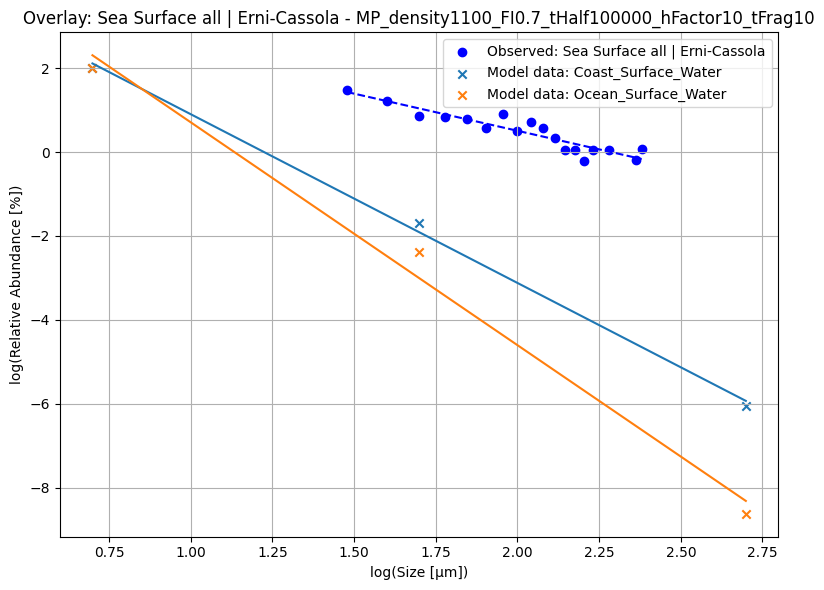 Overlay: Sea Surface all | Erni-Cassola - MP_density1100_FI0.7_tHalf100000_hFactor10_tFrag10
Observed: Sea Surface all | Erni-Cassola
Model data: Coast_Surface_Water
Model data: Ocean_Surface_Water
log(Relative Abundance [%])
2
0
−2
−4
−6
−8
0.75 1.00 1.25 1.50 1.75 2.00 2.25 2.50 2.75
log(Size [µm])